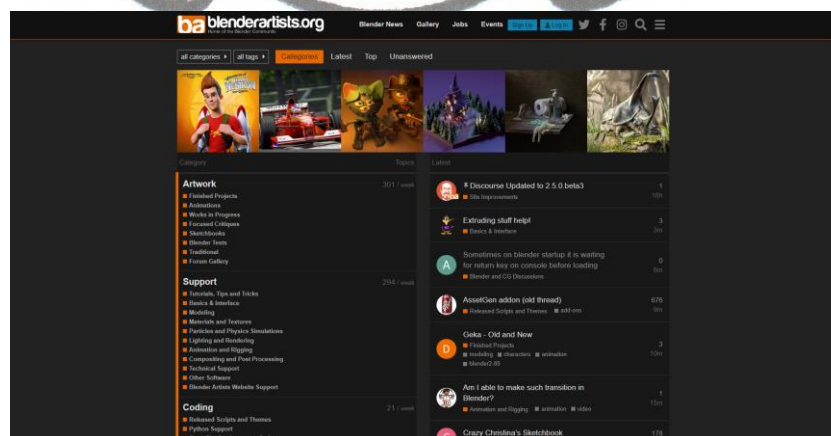 ba blenderartists.org
Home of the Blender Community
Blender News Gallery Jobs Events Sign Up Log In
all categories all tags Categories Latest Top Unanswered
Category Topics
Artwork 301 / week
Finished Projects
Animations
Works in Progress
Focused Critiques
Sketchbooks
Blender Tests
Traditional
Forum Gallery
Support 294 / week
Tutorials, Tips and Tricks
Basics & Interface
Modeling
Materials and Textures
Particles and Physics Simulations
Lighting and Rendering
Animation and Rigging
Compositing and Post Processing
Technical Support
Other Software
Blender Artists Website Support
Coding 21 / week
Released Scripts and Themes
Python Support
Latest
Discourse Updated to 2.5.0.beta3 1
Site Improvements
Extruding stuff help! 3
Basics & Interface 3m
A Sometimes on blender startup it is waiting
for return key on console before loading 0
Blender and CG Discussions 6m
AssetGen addon (old thread) 676
Released Scripts and Themes add-ons 9m
Geka - Old and New
D Finished Projects 3
modeling characters animation 10m
blender2.8
Am I able to make such transition in
Blender? 1
Animation and Rigging animation video 15m
Crazy Christina's Sketchbook 178